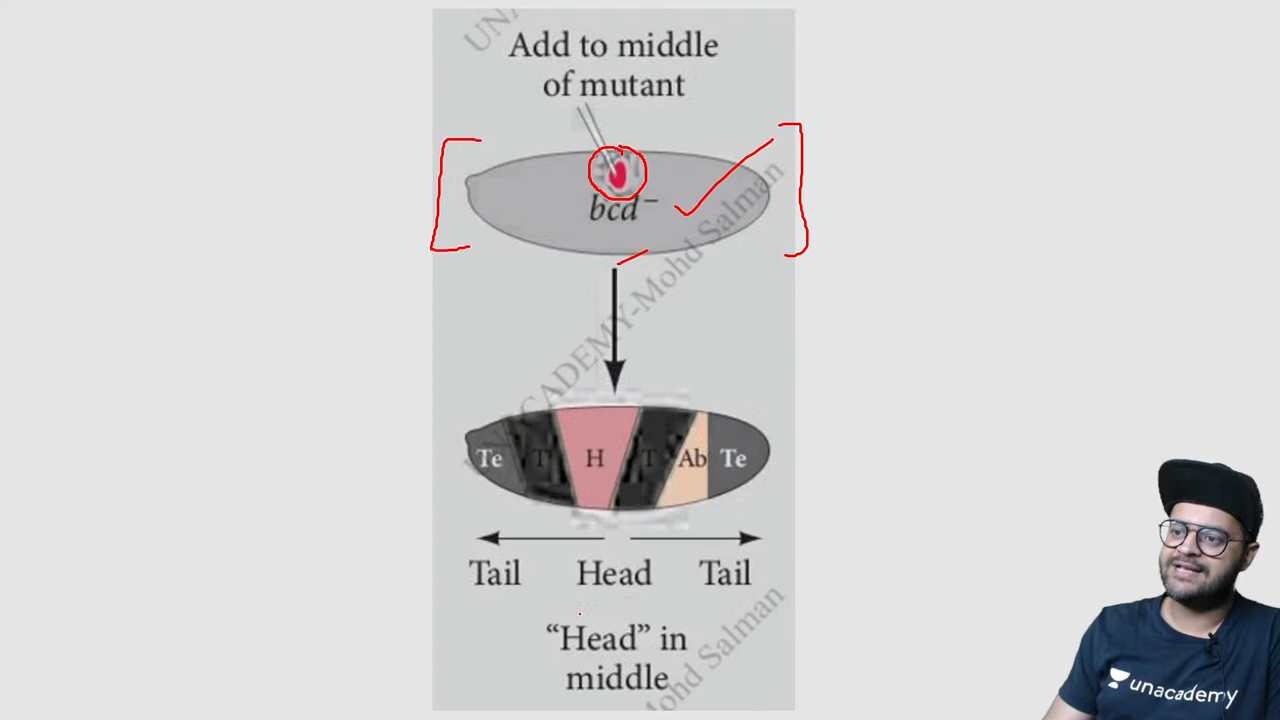 UNA
Add to middle
of mutant
bcd⁻
UNACADEMY-Mohd Salman
Te T H T Ab Te
Tail Head Tail
“Head” in
middle
Mohd Salman
unacademy